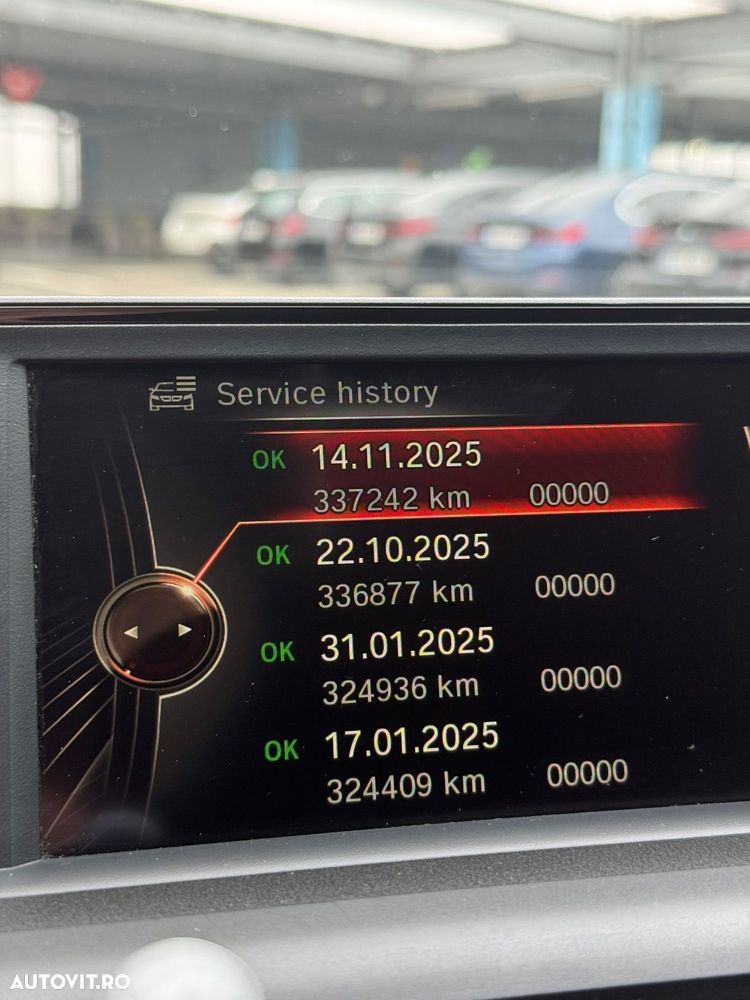 Service history
OK 14.11.2025
337242 km 00000
OK 22.10.2025
336877 km 00000
OK 31.01.2025
324936 km 00000
OK 17.01.2025
324409 km 00000
AUTOVIT.RO